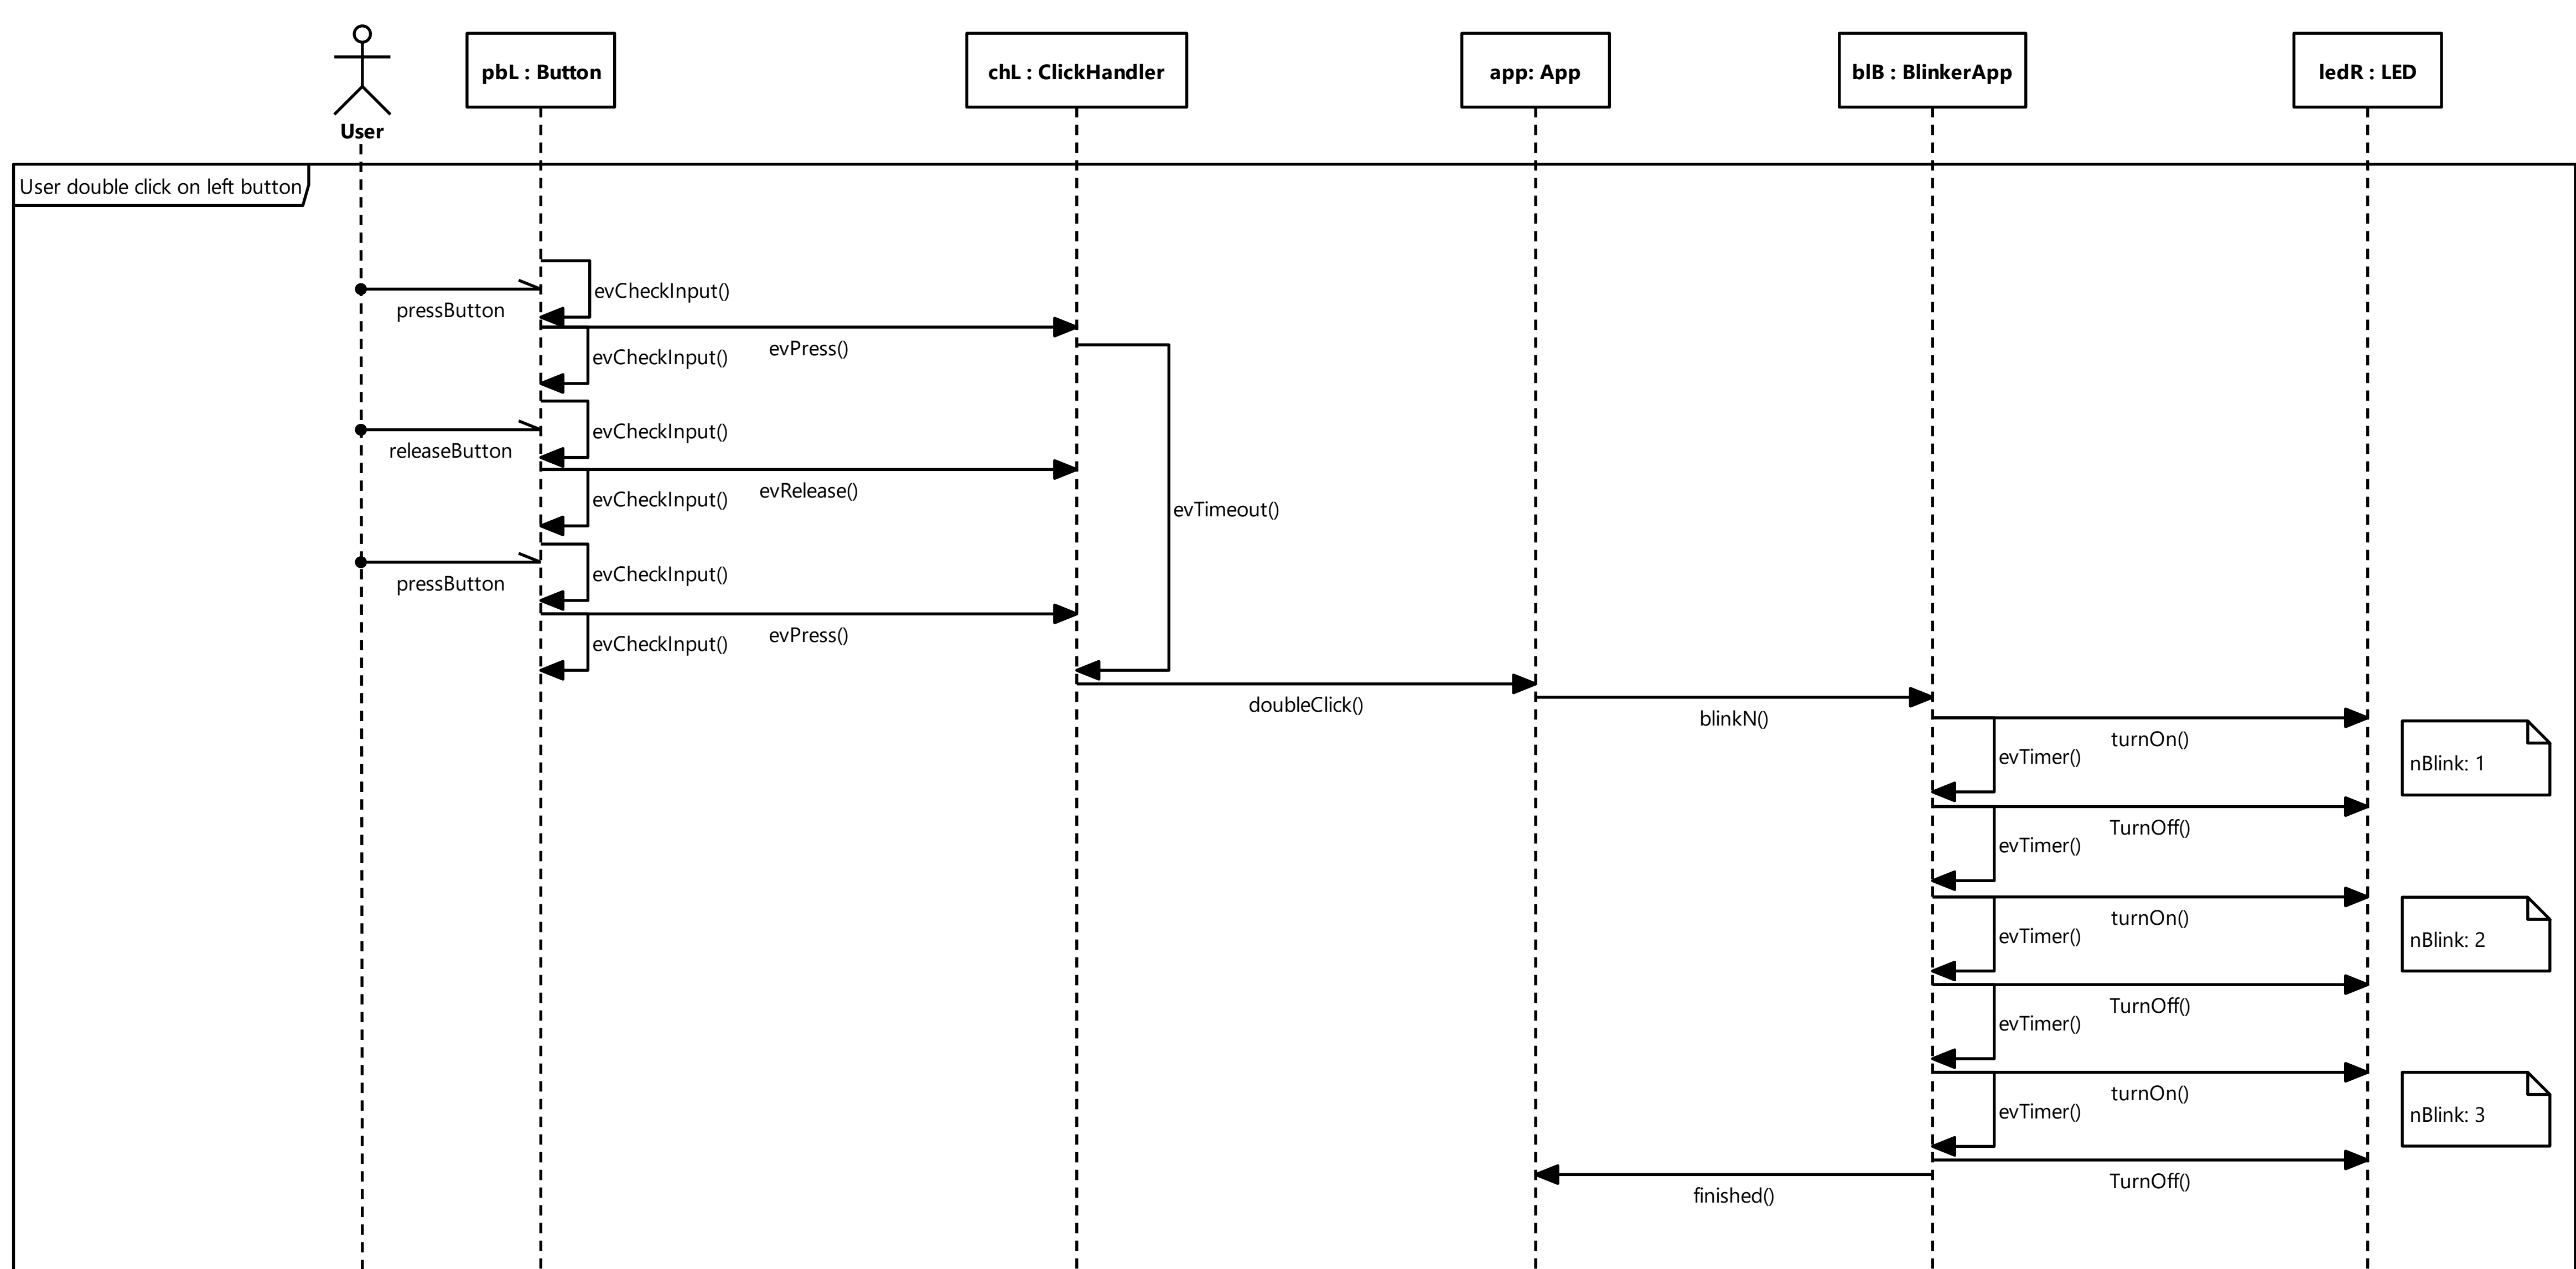 User
pbL : Button
chL : ClickHandler
app: App
blB : BlinkerApp
ledR : LED
User double click on left button
pressButton
evCheckInput()
evPress()
evCheckInput()
releaseButton
evCheckInput()
evRelease()
evCheckInput()
evTimeout()
pressButton
evCheckInput()
evPress()
evCheckInput()
doubleClick()
blinkN()
turnOn()
evTimer()
nBlink: 1
TurnOff()
evTimer()
turnOn()
evTimer()
nBlink: 2
TurnOff()
evTimer()
turnOn()
evTimer()
nBlink: 3
TurnOff()
finished()